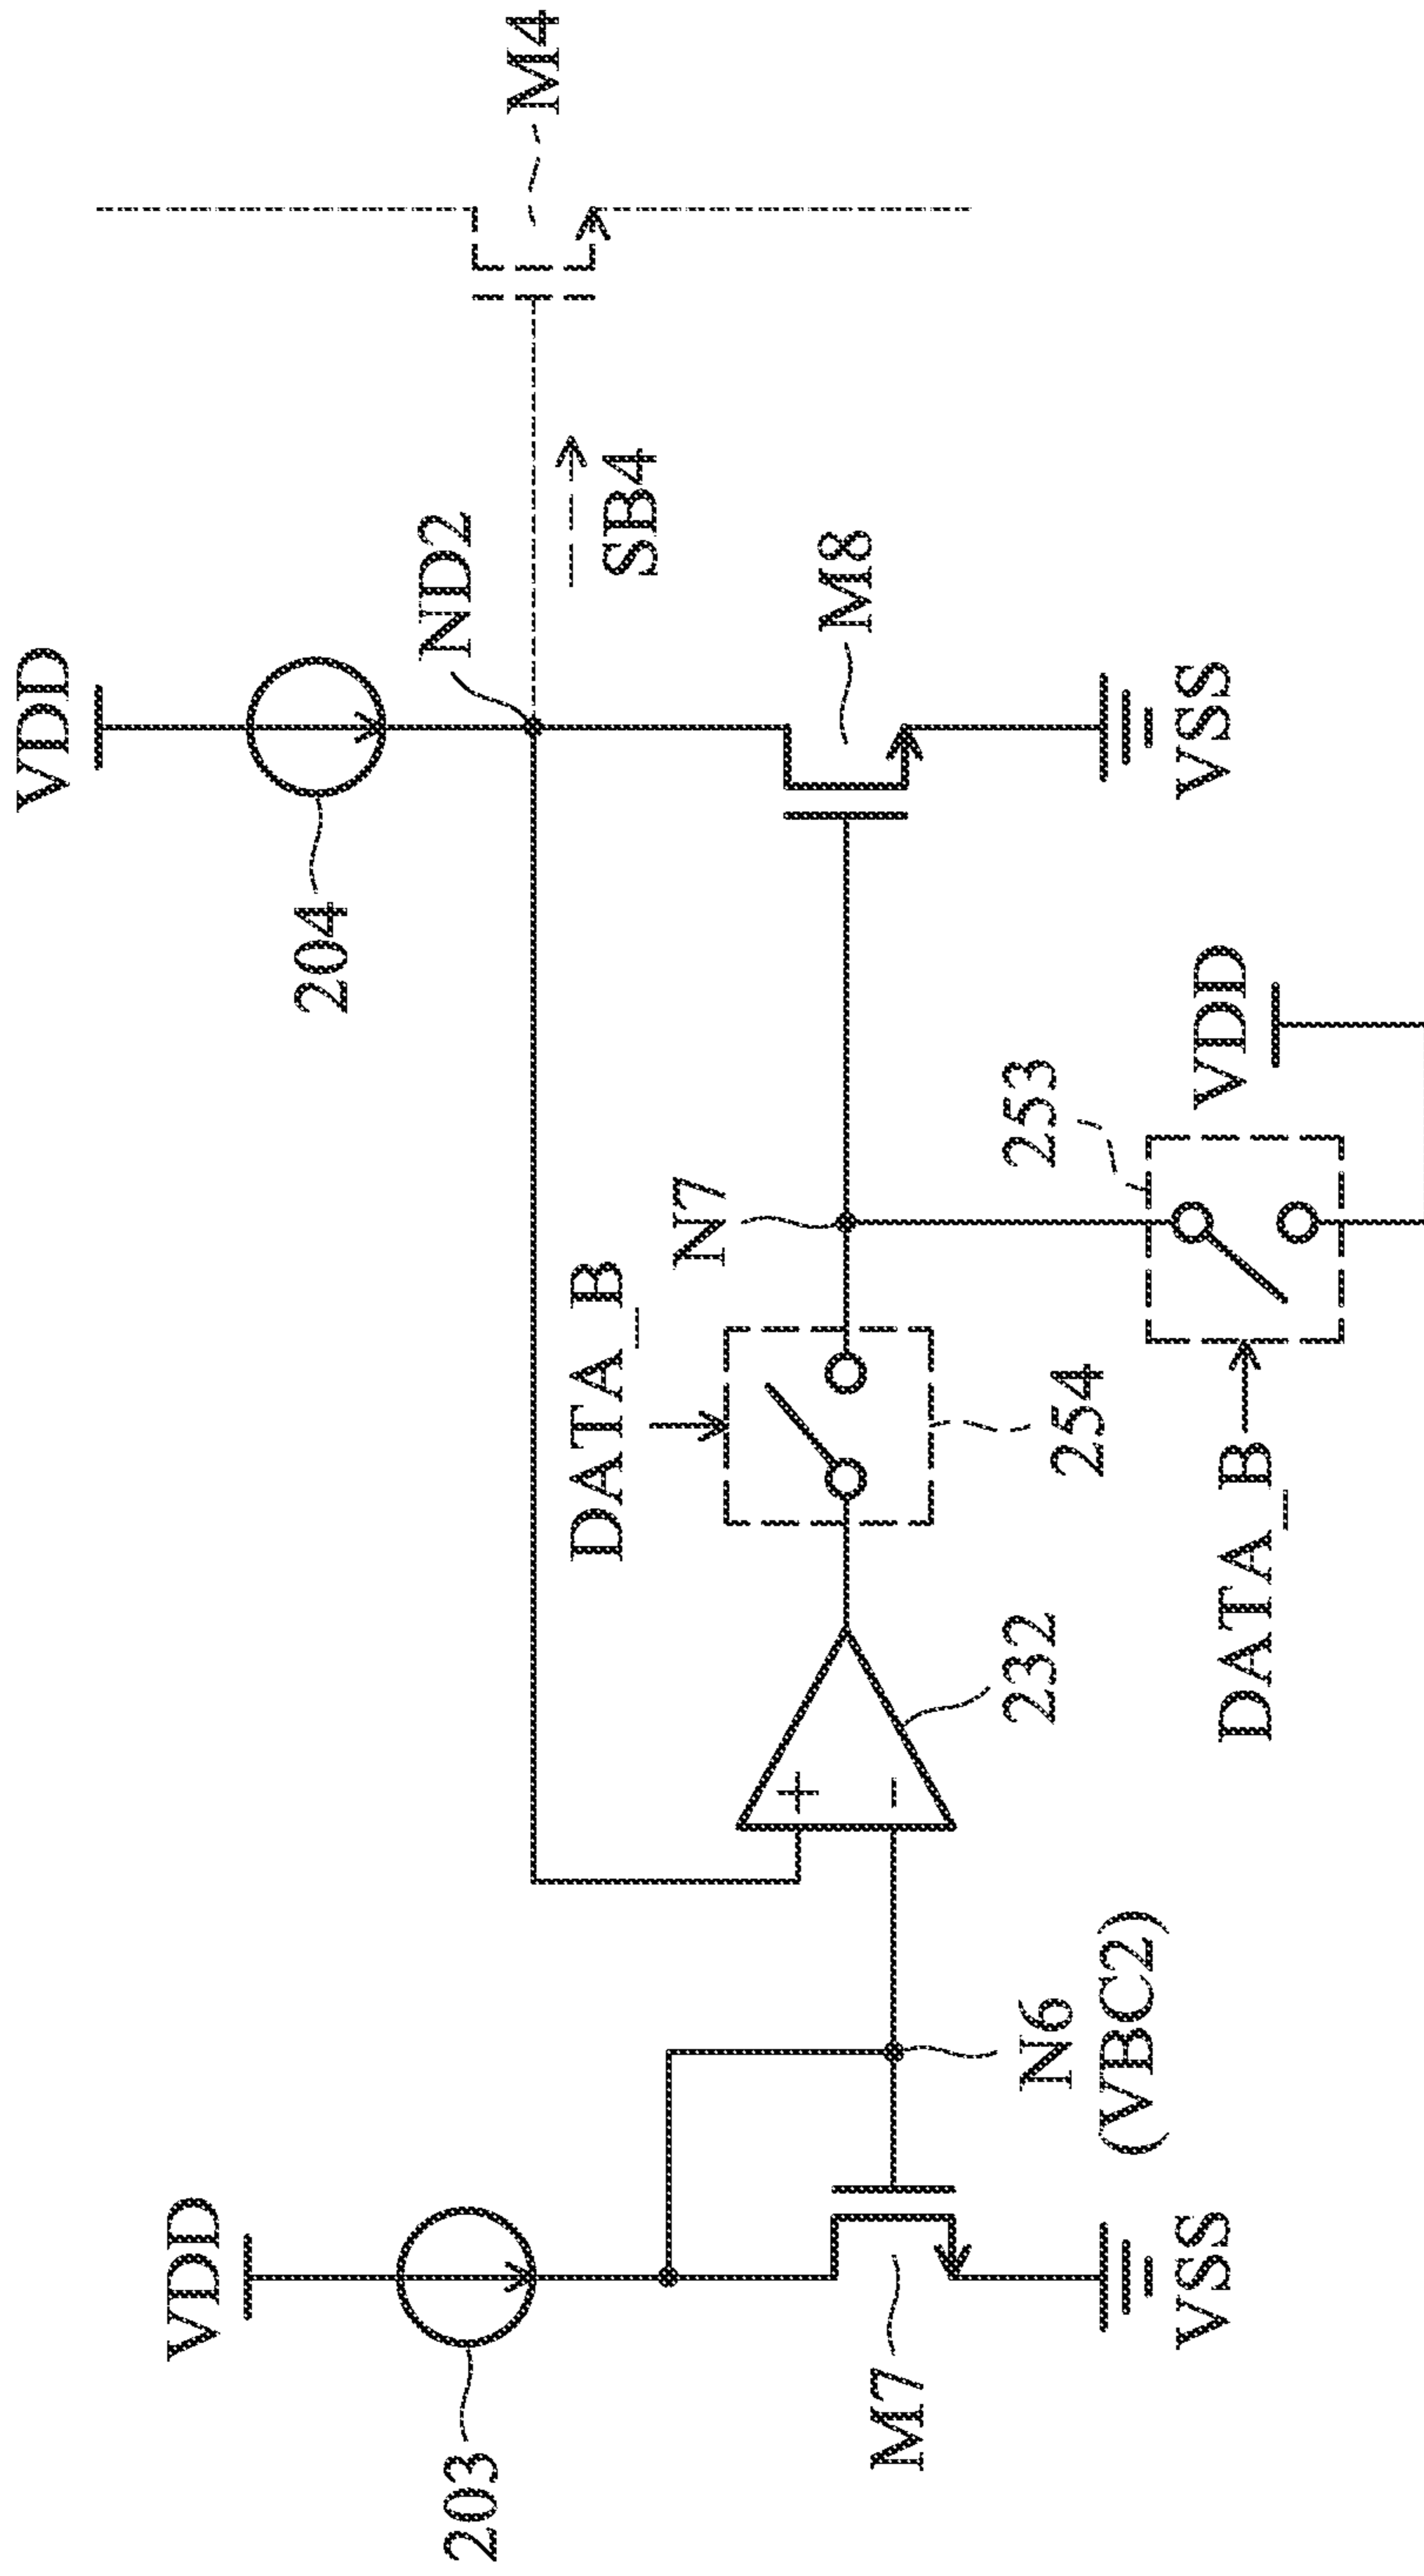 VDD
203
M7
VSS
N6
(VBC2)
+
−
232
DATA_B
254
N7
DATA_B
253
VDD
VDD
204
ND2
SB4
M8
VSS
M4